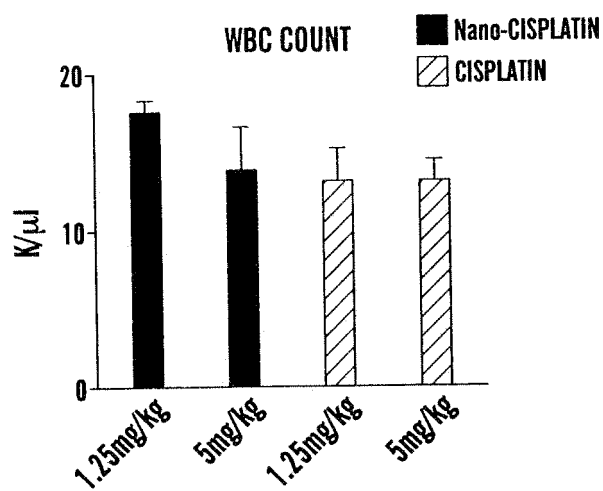 WBC COUNT
Nano-CISPLATIN
CISPLATIN
20
10
0
K/µl
1.25mg/kg
5mg/kg
1.25mg/kg
5mg/kg